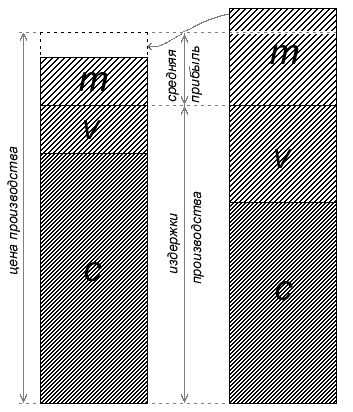 цена производства
m
v
c
средняя
прибыль
издержки
производства
m
v
c